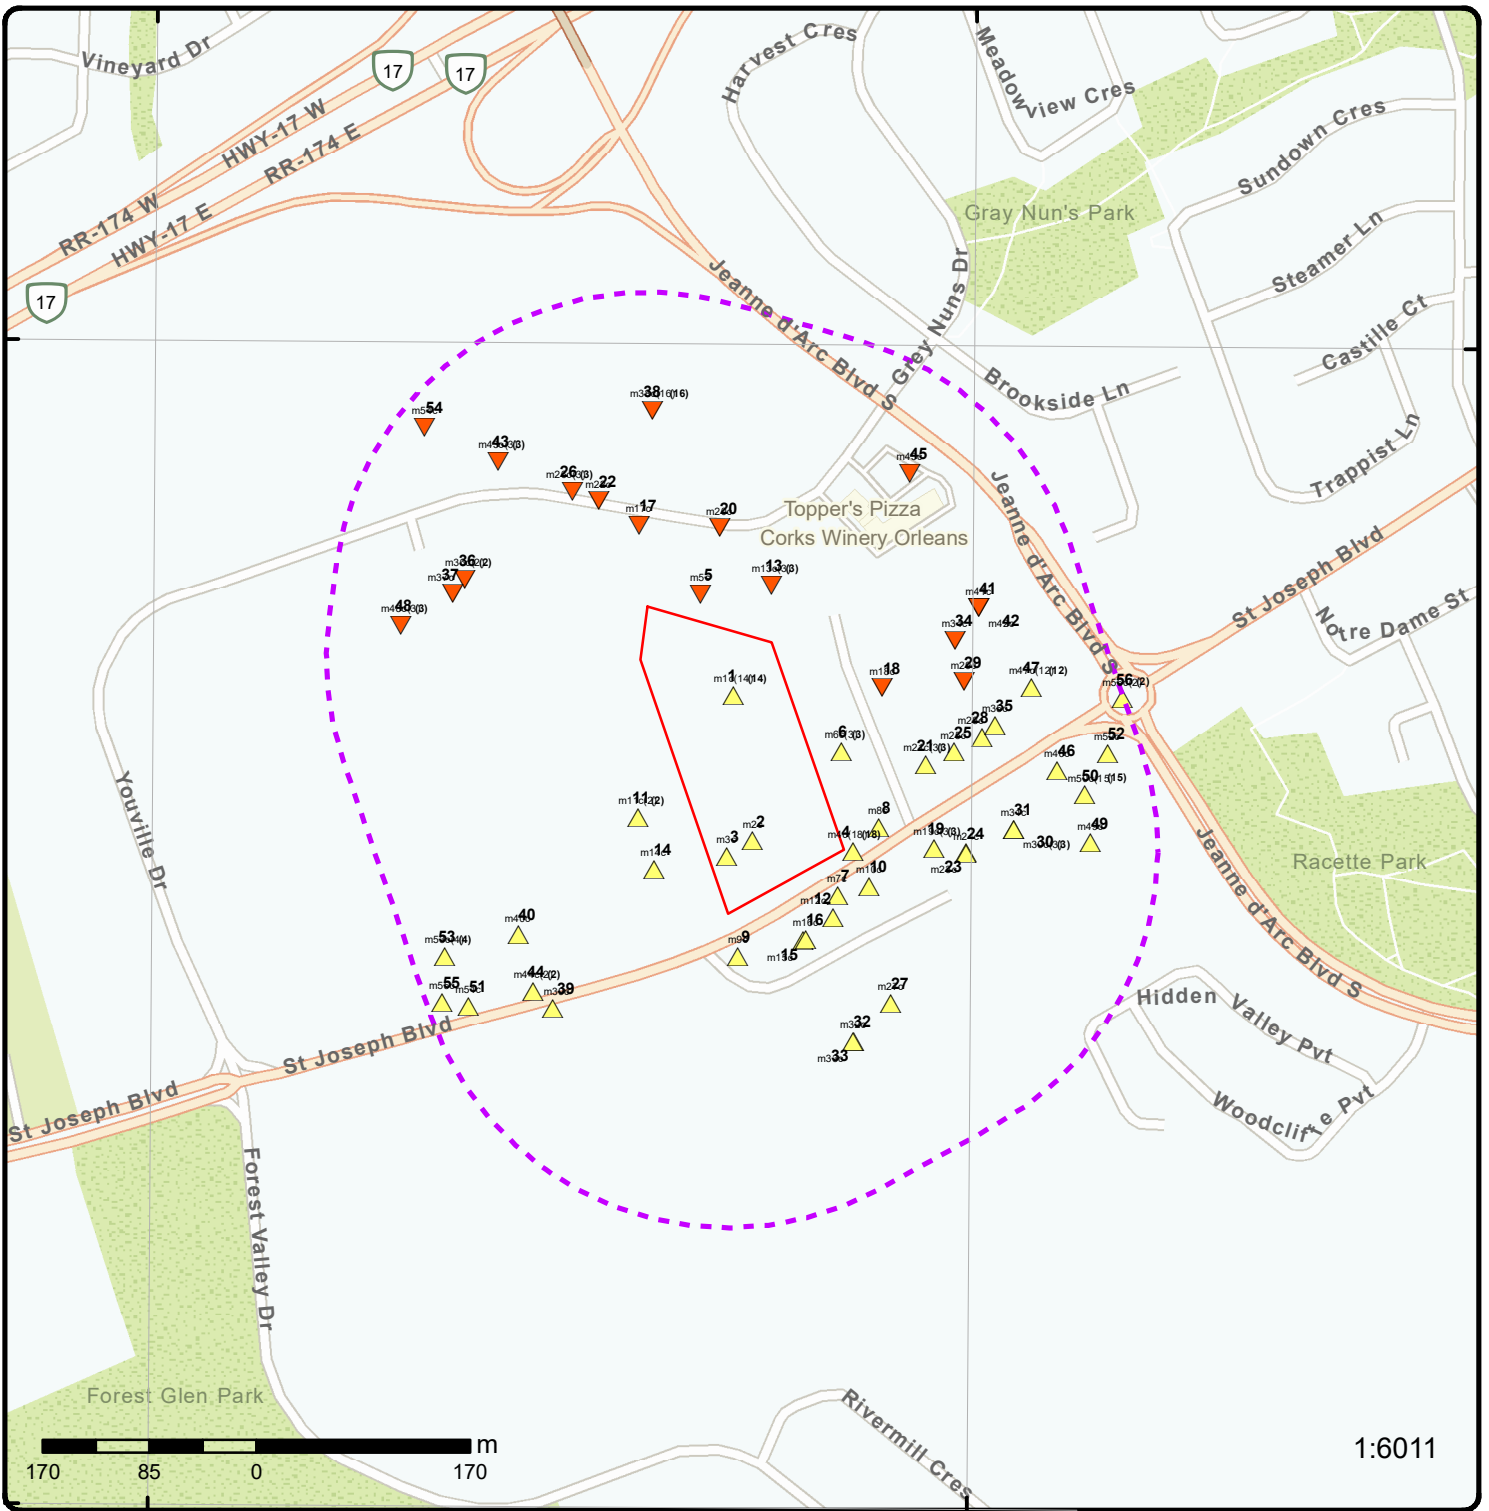 Vineyard Dr
17
17
HWY-17 W
RR-174 E
RR-174 W
HWY-17 E
17
Harvest Cres
Meadow
view Cres
Sundown Cres
Gray Nun's Park
Steamer Ln
Castille Ct
Jeanne d'Arc Blvd S
Grey Nuns Dr
Brookside Ln
Trappist Ln
38
54
43
45
26
22
17
20
Topper's Pizza
Corks Winery Orleans
Jeanne d'Arc Blvd S
St Joseph Blvd
Notre Dame St
36
37
5
13
48
41
34
42
1
18
29
47
56
35
28
6
21
25
52
46
50
Youville Dr
11
8
31
2
3
4
19
24
30
49
14
23
10
7
12
Racette Park
Jeanne d'Arc Blvd S
40
16
53
9
15
55
51
44
39
27
Hidden
Valley Pvt
32
33
St Joseph Blvd
St Joseph Blvd
Woodclif
e Pvt
Forest Valley Dr
Forest Glen Park
Rivermill Cres
m
170 85 0 170
1:6011